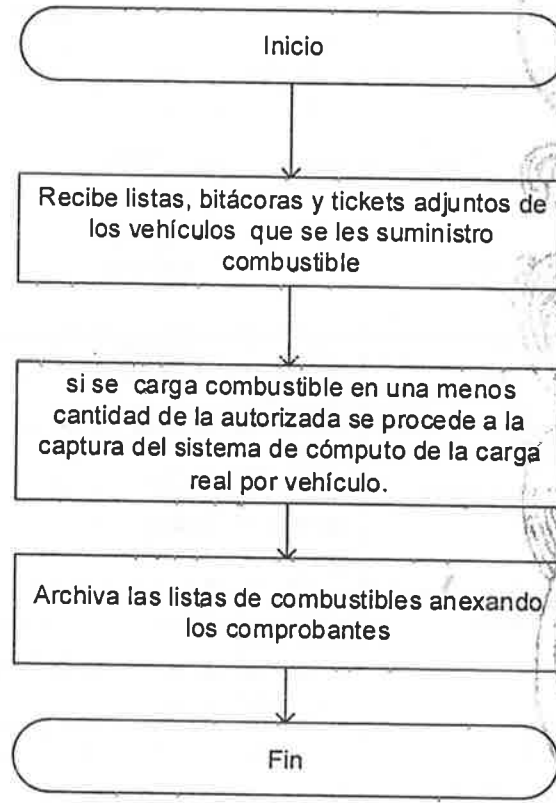 Inicio
Recibe listas, bitácoras y tickets adjuntos de
los vehículos que se les suministro
combustible
si se carga combustible en una menos
cantidad de la autorizada se procede a la
captura del sistema de cómputo de la carga
real por vehículo.
Archiva las listas de combustibles anexando
los comprobantes
Fin